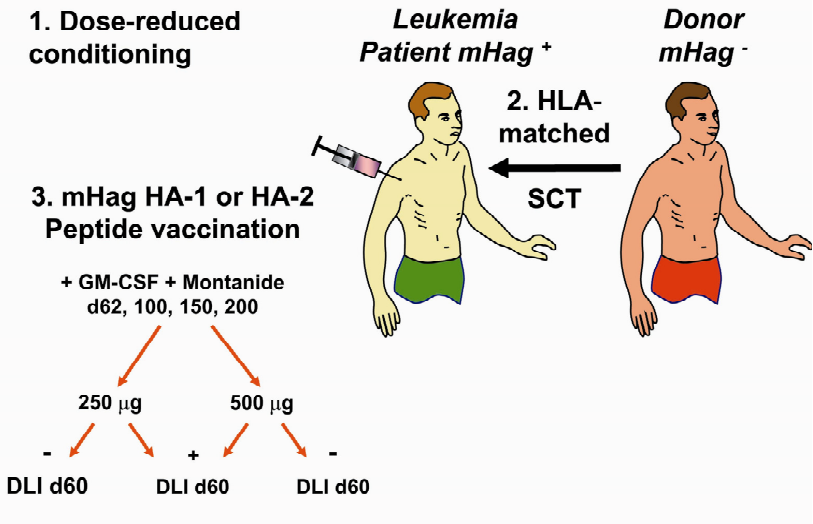 1. Dose-reduced
conditioning
Leukemia
Patient mHag +
Donor
mHag -
2. HLA-
matched
SCT
3. mHag HA-1 or HA-2
Peptide vaccination
+ GM-CSF + Montanide
d62, 100, 150, 200
250 μg
500 μg
- + -
DLI d60 DLI d60 DLI d60